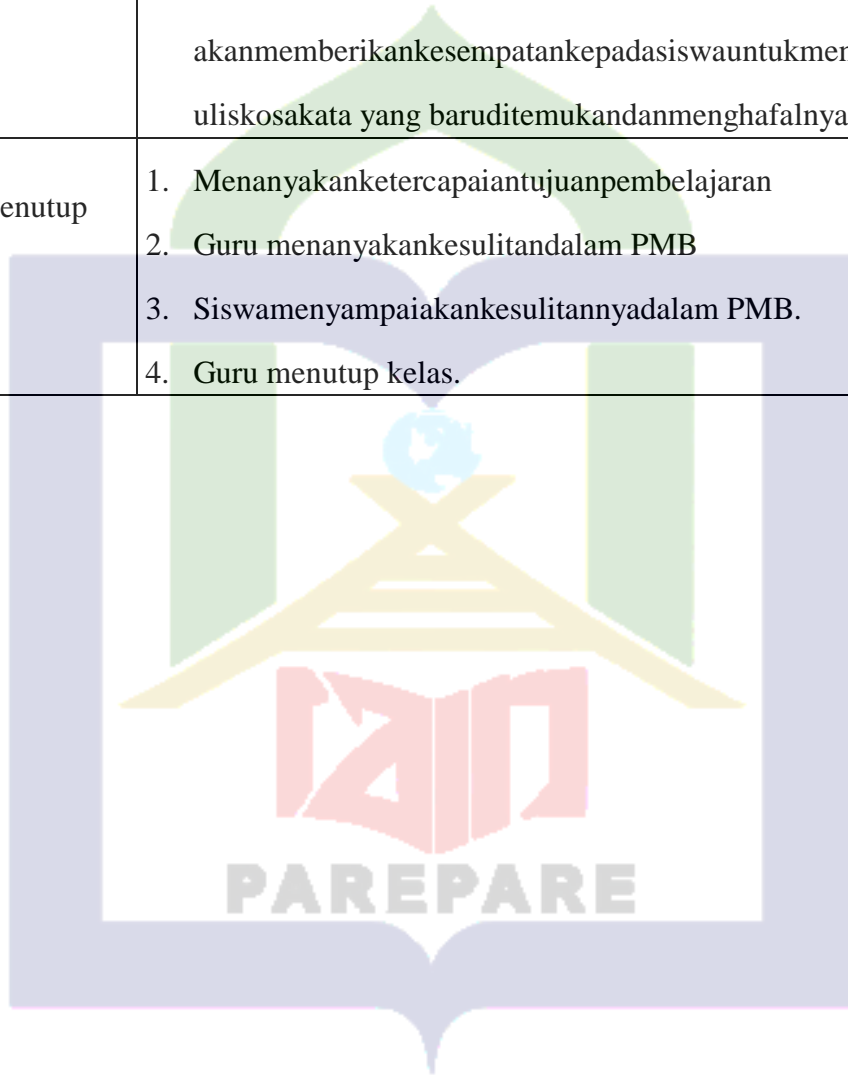 akanmemberikankesempatankepadasiswauntukmen
uliskosakata yang baruditemukandanmenghafalnya
enutup
1. Menanyakanketercapaiantujuanpembelajaran
2. Guru menanyakankesulitandalam PMB
3. Siswamenyampaiakankesulitannyadalam PMB.
4. Guru menutup kelas.
iain
PAREPARE